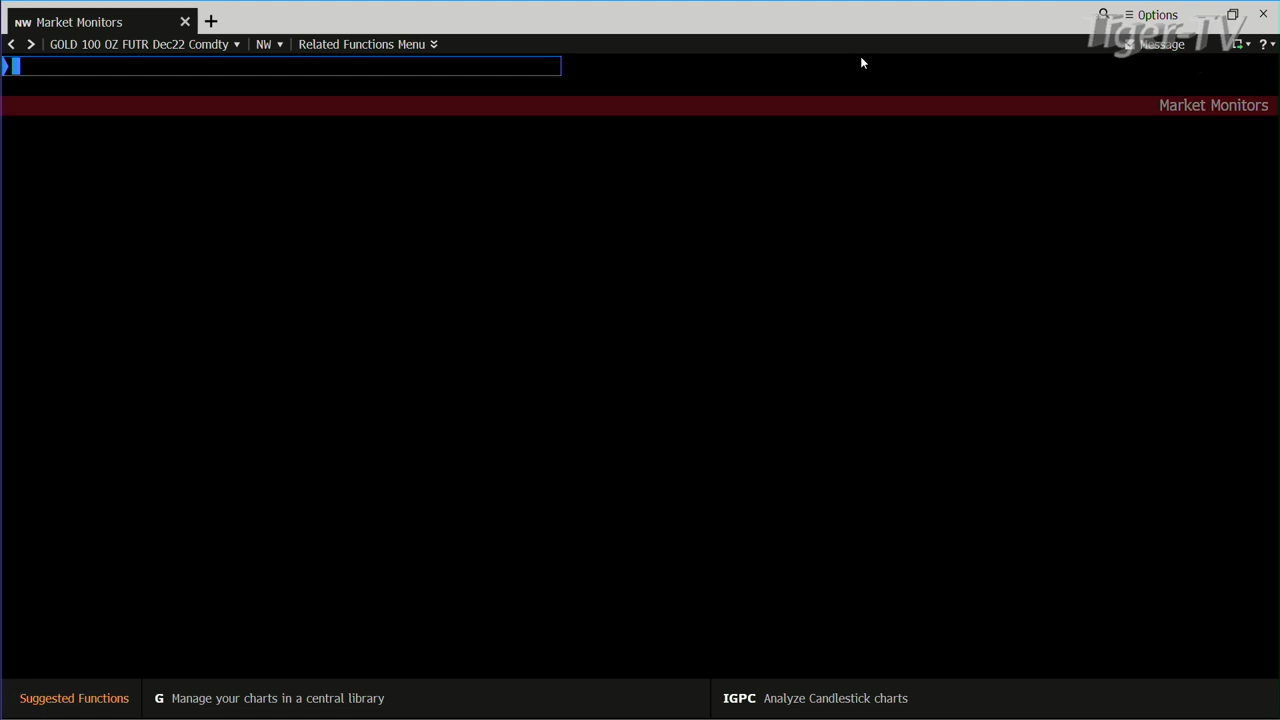 NW Market Monitors
Options
GOLD 100 OZ FUTR Dec22 Comdty NW Related Functions Menu
Message ?
Tiger-TV
Market Monitors
Suggested Functions G Manage your charts in a central library IGPC Analyze Candlestick charts